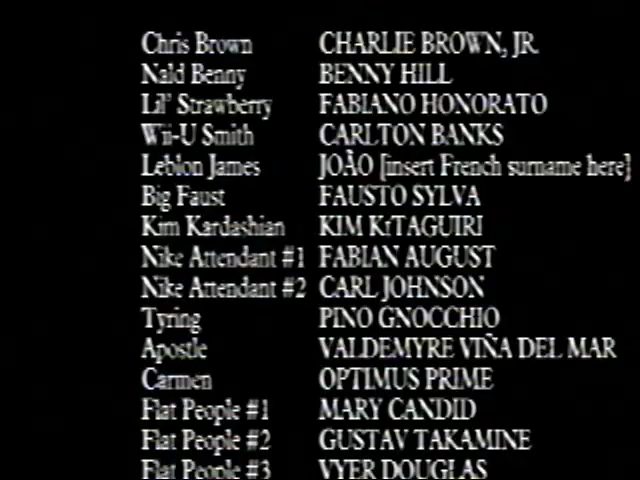 Chris Brown CHARLIE BROWN, JR.
Nald Benny BENNY HILL
Lil' Strawberry FABIANO HONORATO
Wii-U Smith CARLTON BANKS
Leblon James JOÃO [insert French surname here]
Big Faust FAUSTO SYLVA
Kim Kardashian KIM KrTAGUIRI
Nike Attendant #1 FABIAN AUGUST
Nike Attendant #2 CARL JOHNSON
Tyring PINO GNOCCHIO
Apostle VALDEMYRE VIÑA DEL MAR
Carmen OPTIMUS PRIME
Flat People #1 MARY CANDID
Flat People #2 GUSTAV TAKAMINE
Flat People #3 VYER DOUGLAS